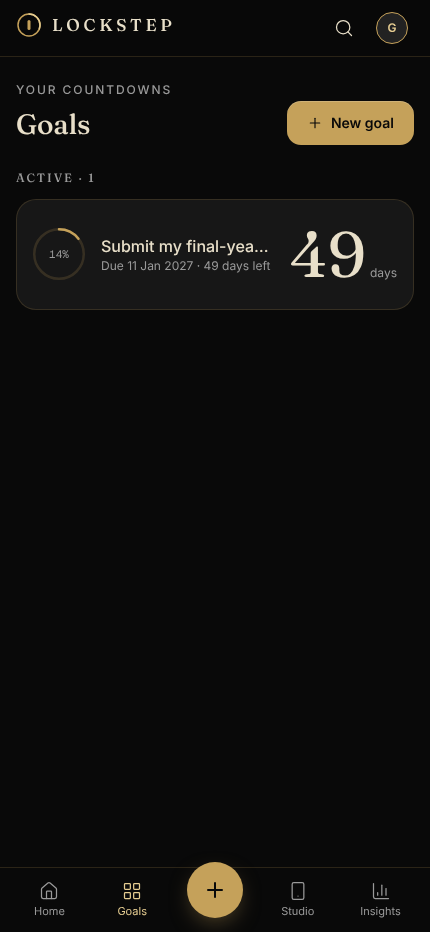 LOCKSTEP
G
YOUR COUNTDOWNS
Goals
New goal
ACTIVE · 1
14%
Submit my final-yea...
Due 11 Jan 2027 · 49 days left
49 days
Home
Goals
Studio
Insights